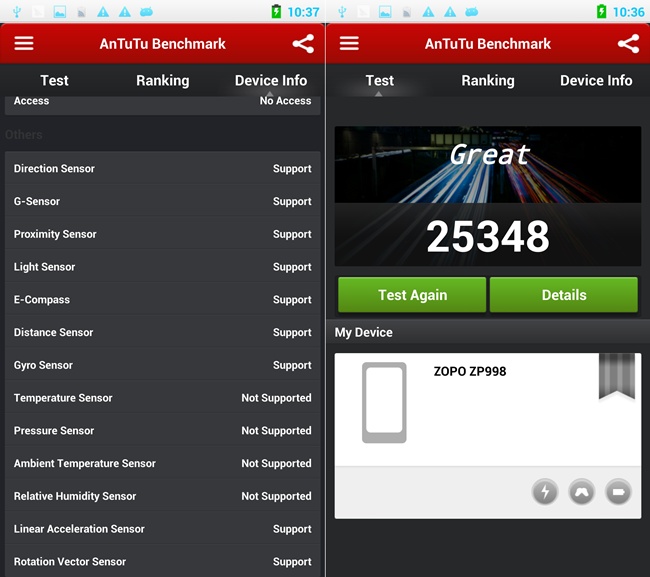 10:37
AnTuTu Benchmark
Test Ranking Device Info
Access No Access
Others
Direction Sensor Support
G-Sensor Support
Proximity Sensor Support
Light Sensor Support
E-Compass Support
Distance Sensor Support
Gyro Sensor Support
Temperature Sensor Not Supported
Pressure Sensor Not Supported
Ambient Temperature Sensor Not Supported
Relative Humidity Sensor Not Supported
Linear Acceleration Sensor Support
Rotation Vector Sensor Support
10:36
AnTuTu Benchmark
Test Ranking Device Info
Great
25348
Test Again Details
My Device
ZOPO ZP998